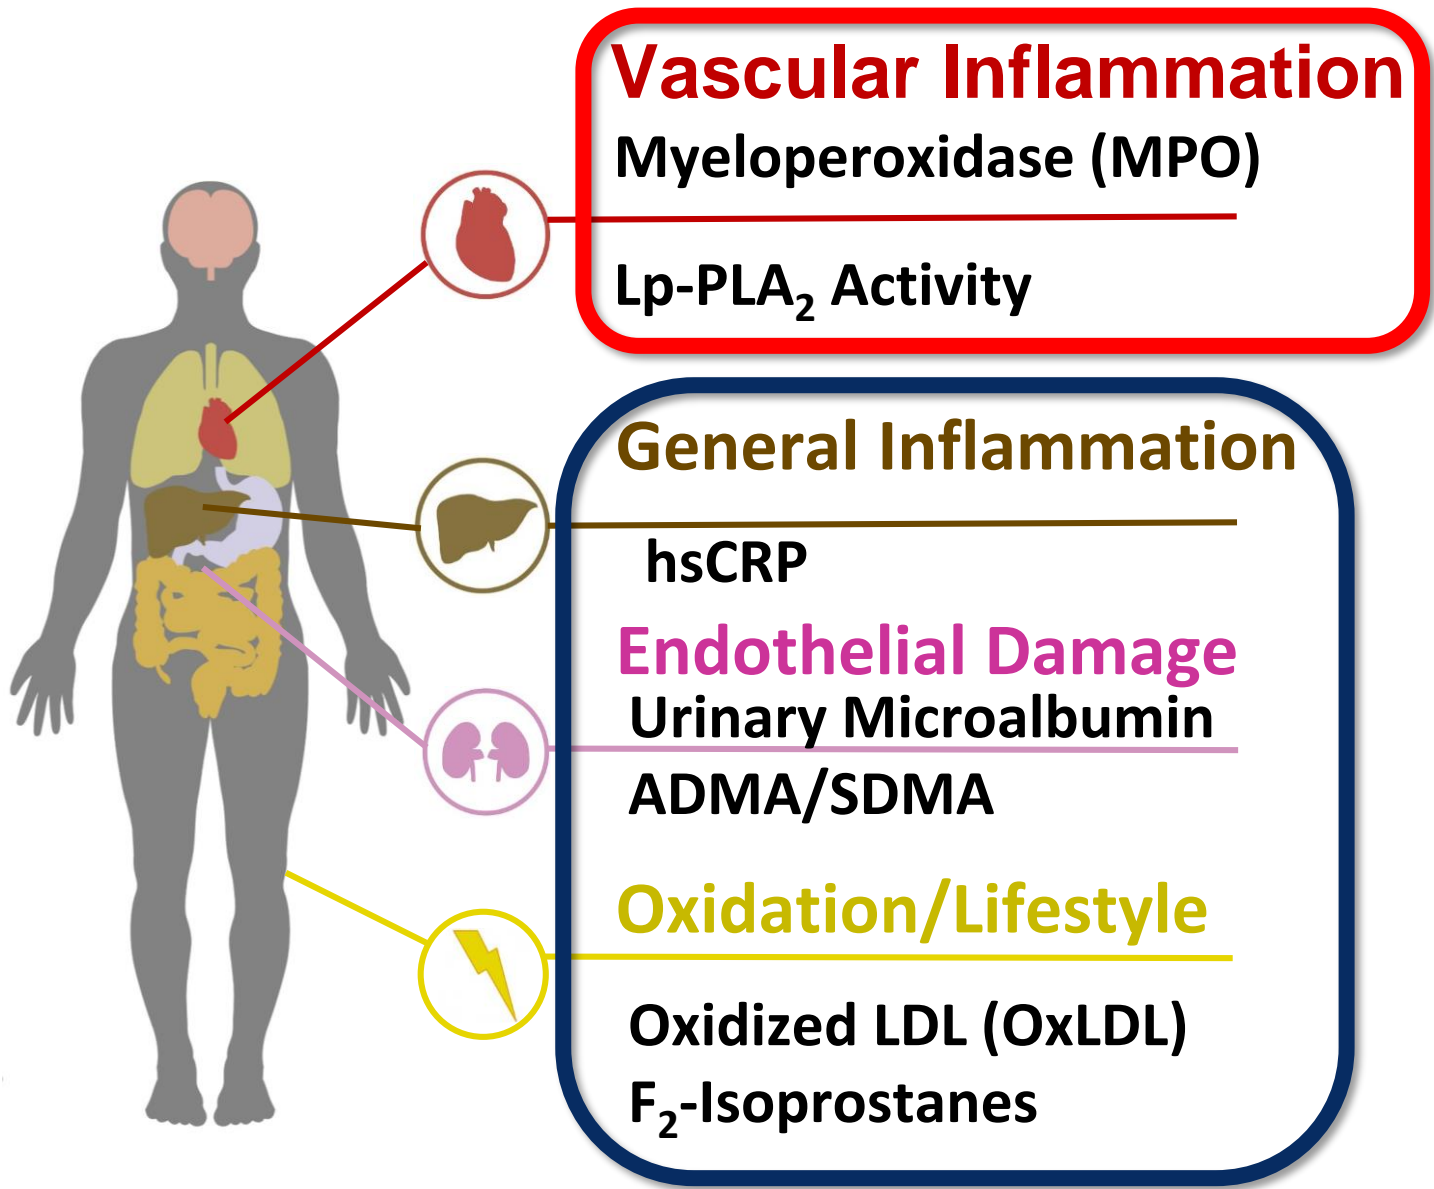 Vascular Inflammation
Myeloperoxidase (MPO)
Lp-PLA₂ Activity
General Inflammation
hsCRP
Endothelial Damage
Urinary Microalbumin
ADMA/SDMA
Oxidation/Lifestyle
Oxidized LDL (OxLDL)
F₂-Isoprostanes